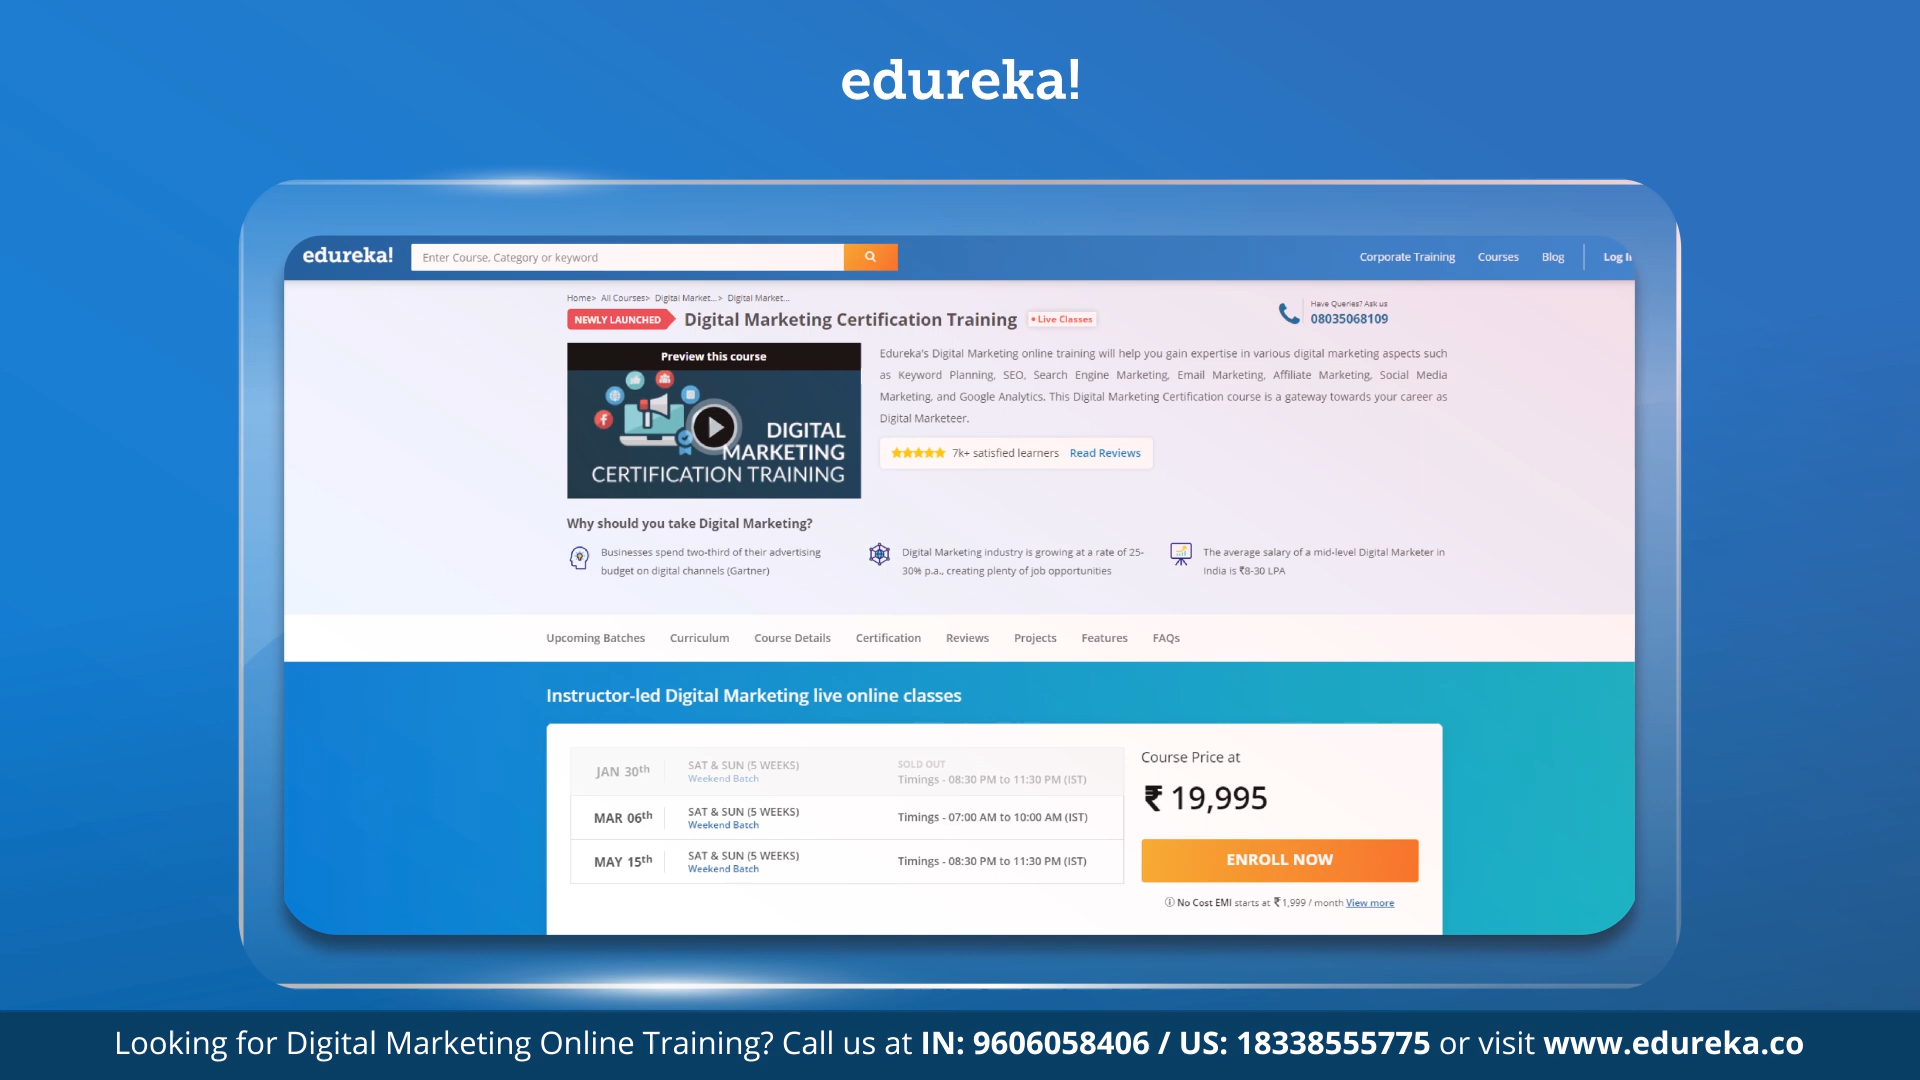 edureka!
edureka!
Enter Course, Category or keyword
Corporate Training
Courses
Blog
Home> All Courses> Digital Market...> Digital Market...
NEWLY LAUNCHED
Digital Marketing Certification Training
• Live Classes
Have Queries? Ask us
08035068109
Preview this course
DIGITAL
MARKETING
CERTIFICATION TRAINING
Edureka's Digital Marketing online training will help you gain expertise in various digital marketing aspects such
as Keyword Planning, SEO, Search Engine Marketing, Email Marketing, Affiliate Marketing, Social Media
Marketing, and Google Analytics. This Digital Marketing Certification course is a gateway towards your career as
Digital Marketeer.
7k+ satisfied learners Read Reviews
Why should you take Digital Marketing?
Businesses spend two-third of their advertising
budget on digital channels (Gartner)
Digital Marketing industry is growing at a rate of 25-
30% p.a., creating plenty of job opportunities
The average salary of a mid-level Digital Marketer in
India is ₹8-30 LPA
Upcoming Batches Curriculum Course Details Certification Reviews Projects Features FAQs
Instructor-led Digital Marketing live online classes
JAN 30th
SAT & SUN (5 WEEKS)
Weekend Batch
SOLD OUT
Timings - 08:30 PM to 11:30 PM (IST)
MAR 06th
SAT & SUN (5 WEEKS)
Weekend Batch
Timings - 07:00 AM to 10:00 AM (IST)
MAY 15th
SAT & SUN (5 WEEKS)
Weekend Batch
Timings - 08:30 PM to 11:30 PM (IST)
Course Price at
₹ 19,995
ENROLL NOW
No Cost EMI starts at ₹ 1,999 / month View more
Looking for Digital Marketing Online Training? Call us at IN: 9606058406 / US: 18338555775 or visit www.edureka.co